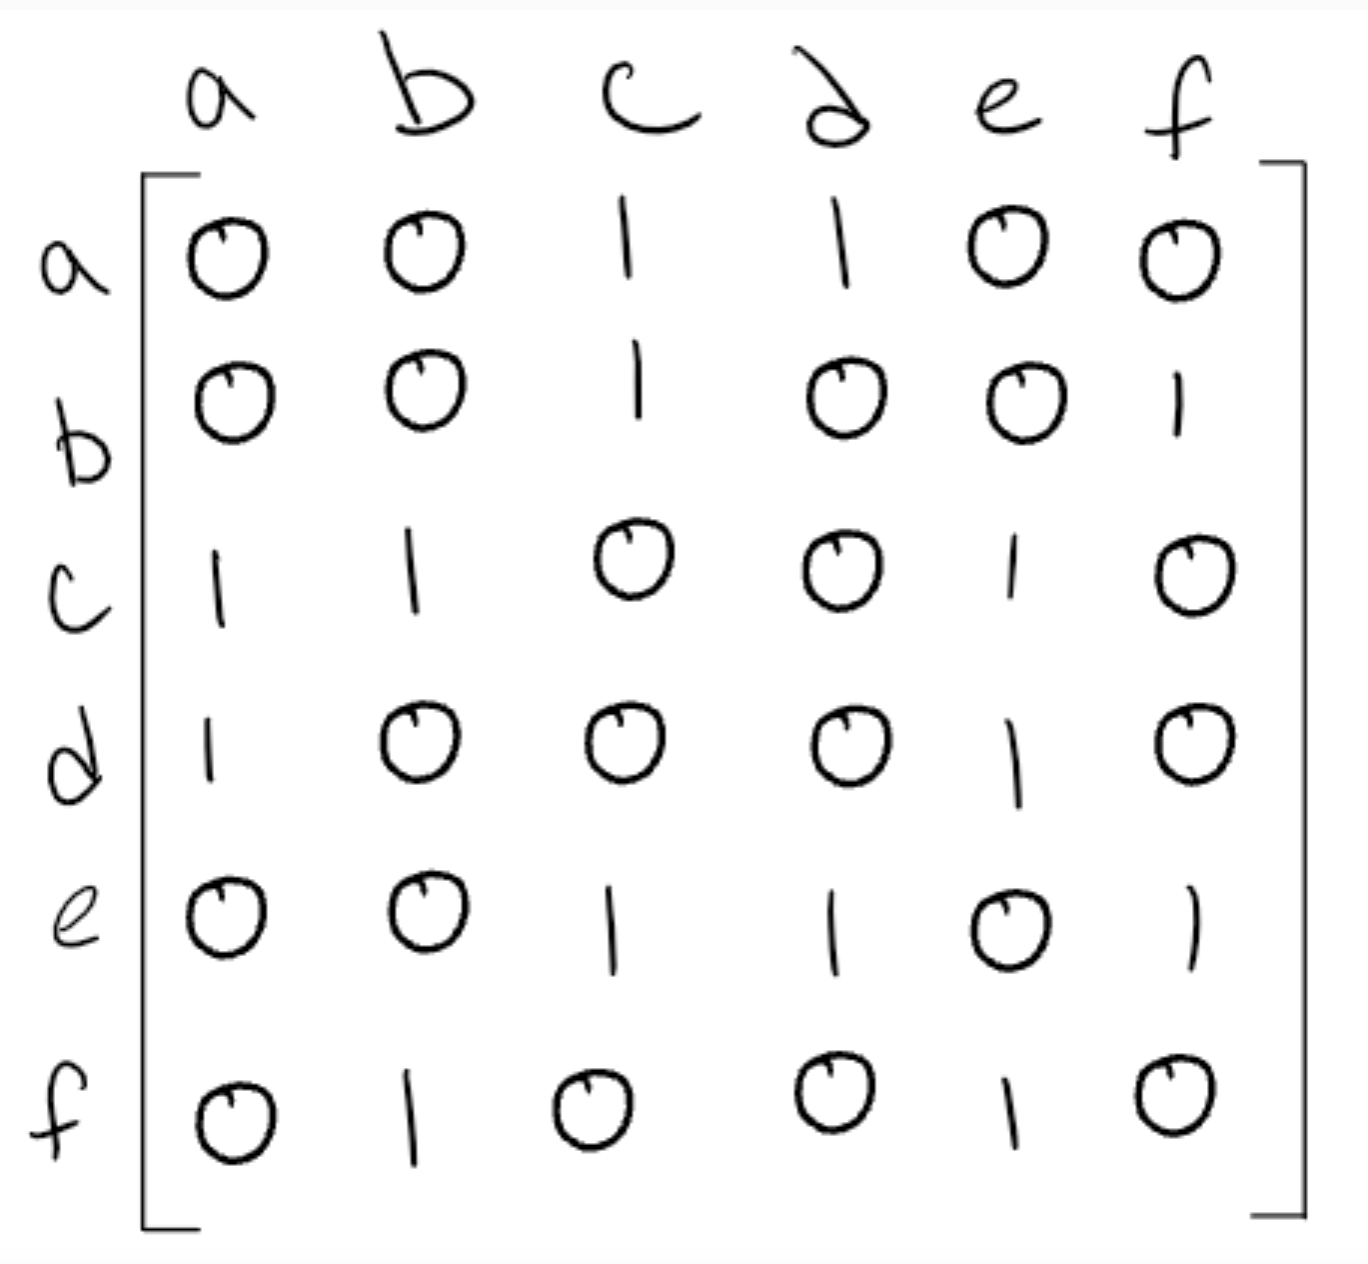 a b c d e f
a 0 0 1 1 0 0
b 0 0 1 0 0 1
c 1 1 0 0 1 0
d 1 0 0 0 1 0
e 0 0 1 1 0 1
f 0 1 0 0 1 0